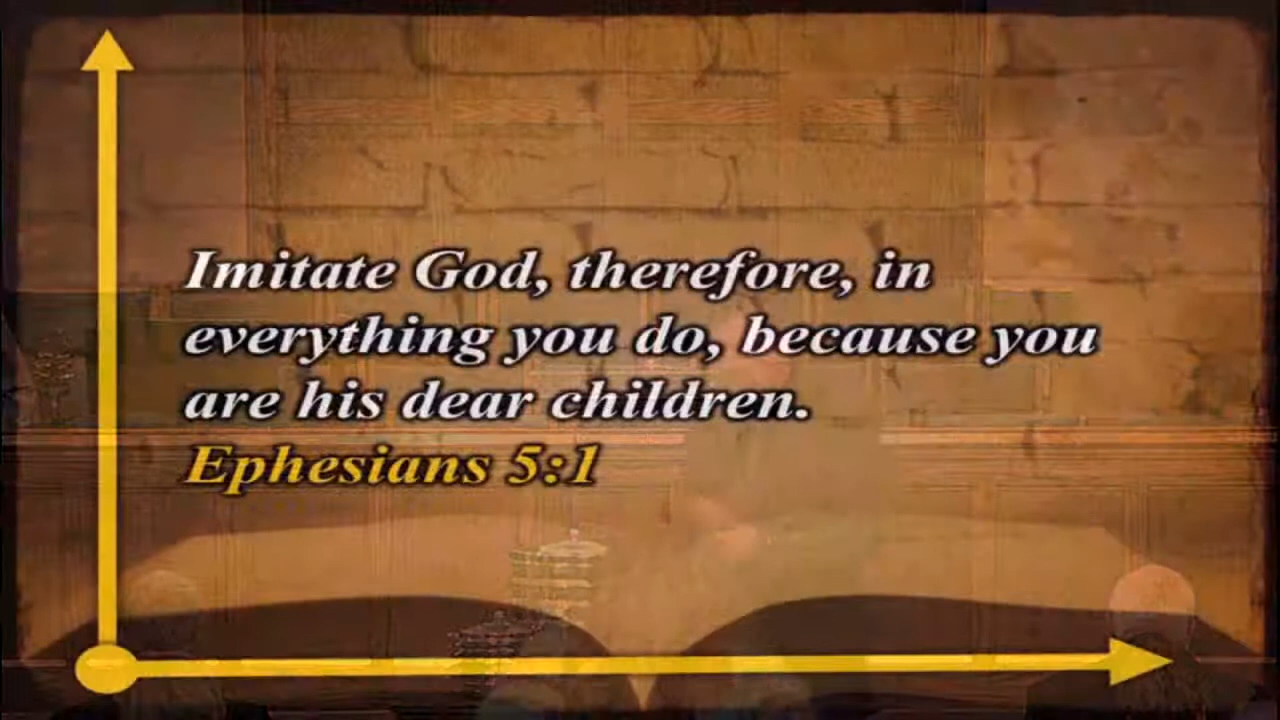 Imitate God, therefore, in
everything you do, because you
are his dear children.
Ephesians 5:1